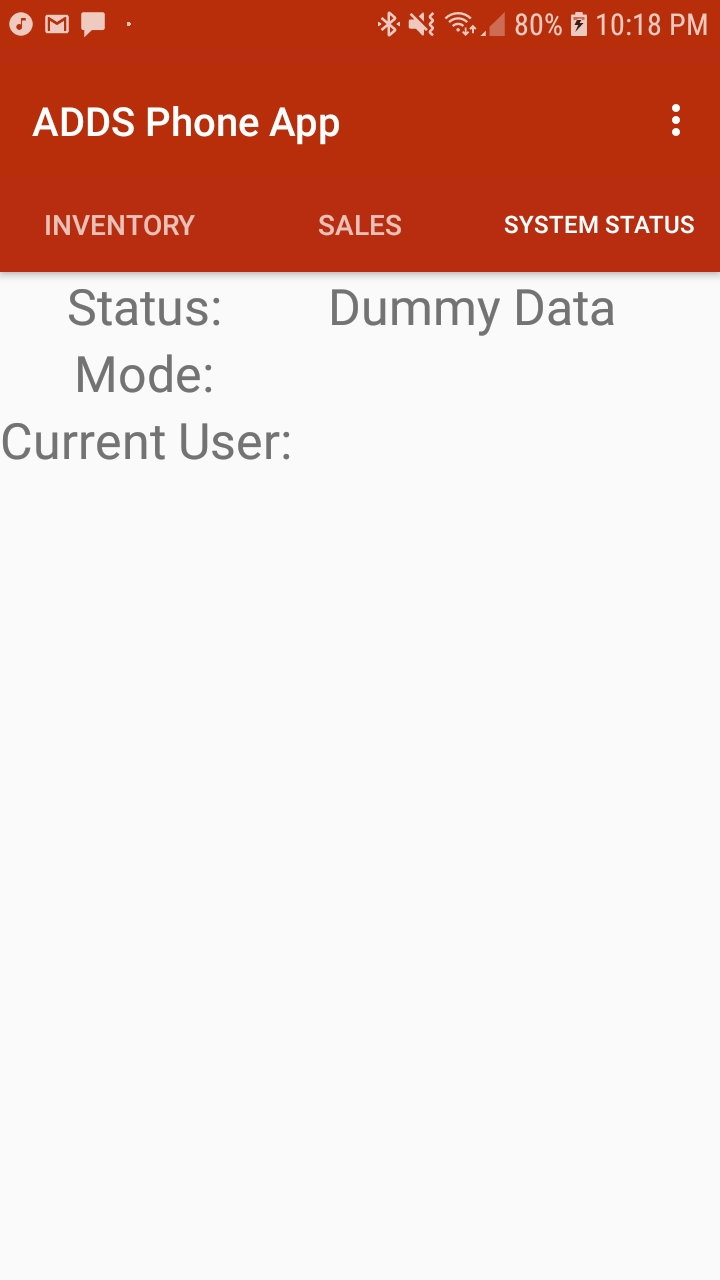 80% 10:18 PM
ADDS Phone App
INVENTORY SALES SYSTEM STATUS
Status: Dummy Data
Mode:
Current User: